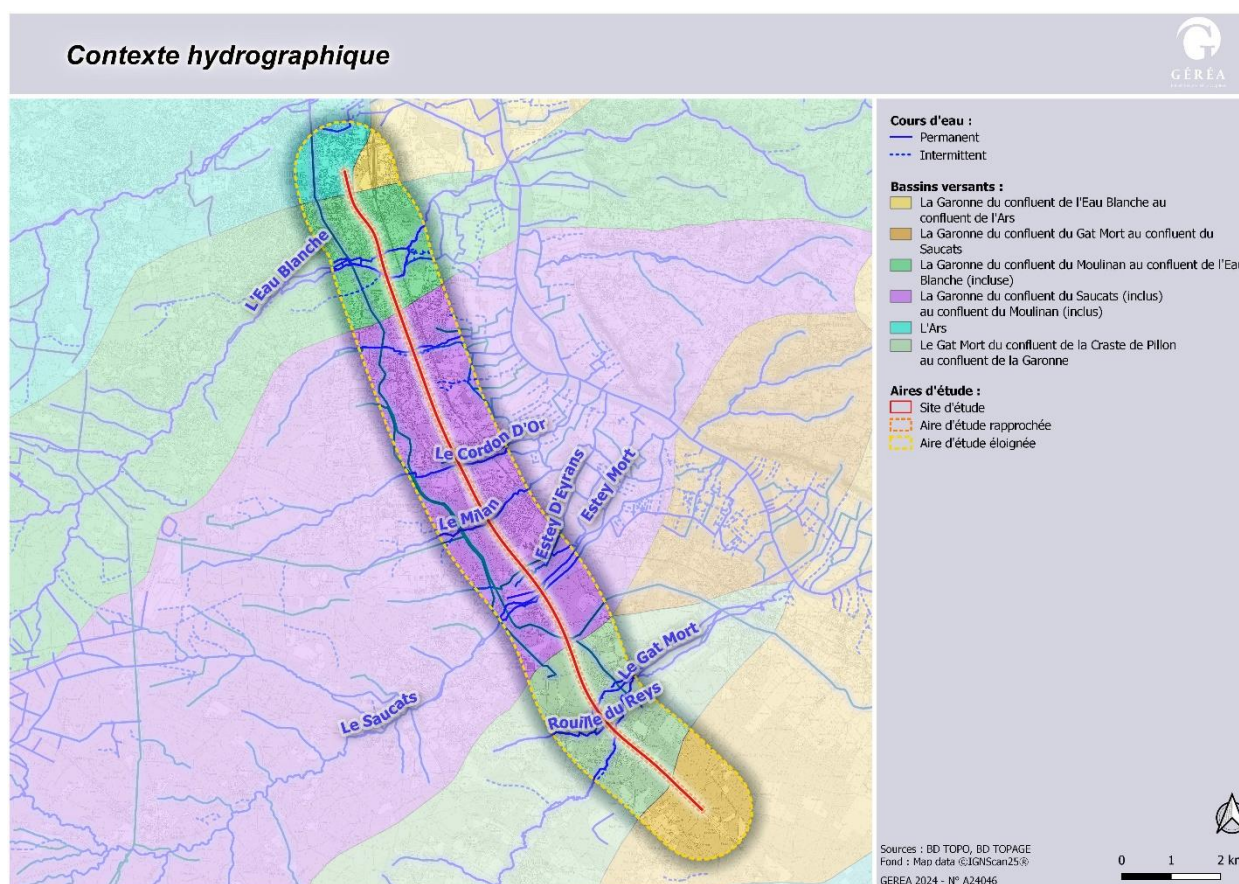 Contexte hydrographique
GÉRÉA
L'Eau Blanche
Le Cordon D'Or
Le Milan
Estey D'Eyrans
Estey Mort
Le Gat Mort
Rouille du Reys
Le Saucats
Cours d'eau :
Permanent
Intermittent
Bassins versants :
La Garonne du confluent de l'Eau Blanche au
confluent de l'Ars
La Garonne du confluent du Gat Mort au confluent du
Saucats
La Garonne du confluent du Moulinan au confluent de l'Eau
Blanche (incluse)
La Garonne du confluent du Saucats (inclus)
au confluent du Moulinan (inclus)
L'Ars
Le Gat Mort du confluent de la Craste de Pillon
au confluent de la Garonne
Aires d'étude :
Site d'étude
Aire d'étude rapprochée
Aire d'étude éloignée
Sources : BD TOPO, BD TOPAGE
Fond : Map data ©IGNScan25®
GEREA 2024 - N° A24046
0 1 2 km